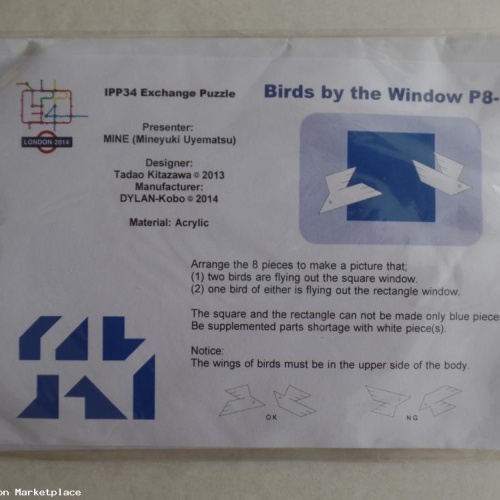 IPP34 Exchange Puzzle
Birds by the Window P8-
LONDON 2014
Presenter:
MINE (Mineyuki Uyematsu)
Designer:
Tadao Kitazawa © 2013
Manufacturer:
DYLAN-Kobo © 2014
Material: Acrylic
Arrange the 8 pieces to make a picture that;
(1) two birds are flying out the square window.
(2) one bird of either is flying out the rectangle window.
The square and the rectangle can not be made only blue pieces
Be supplemented parts shortage with white piece(s).
Notice:
The wings of birds must be in the upper side of the body.
OK
NG
on Marketplace